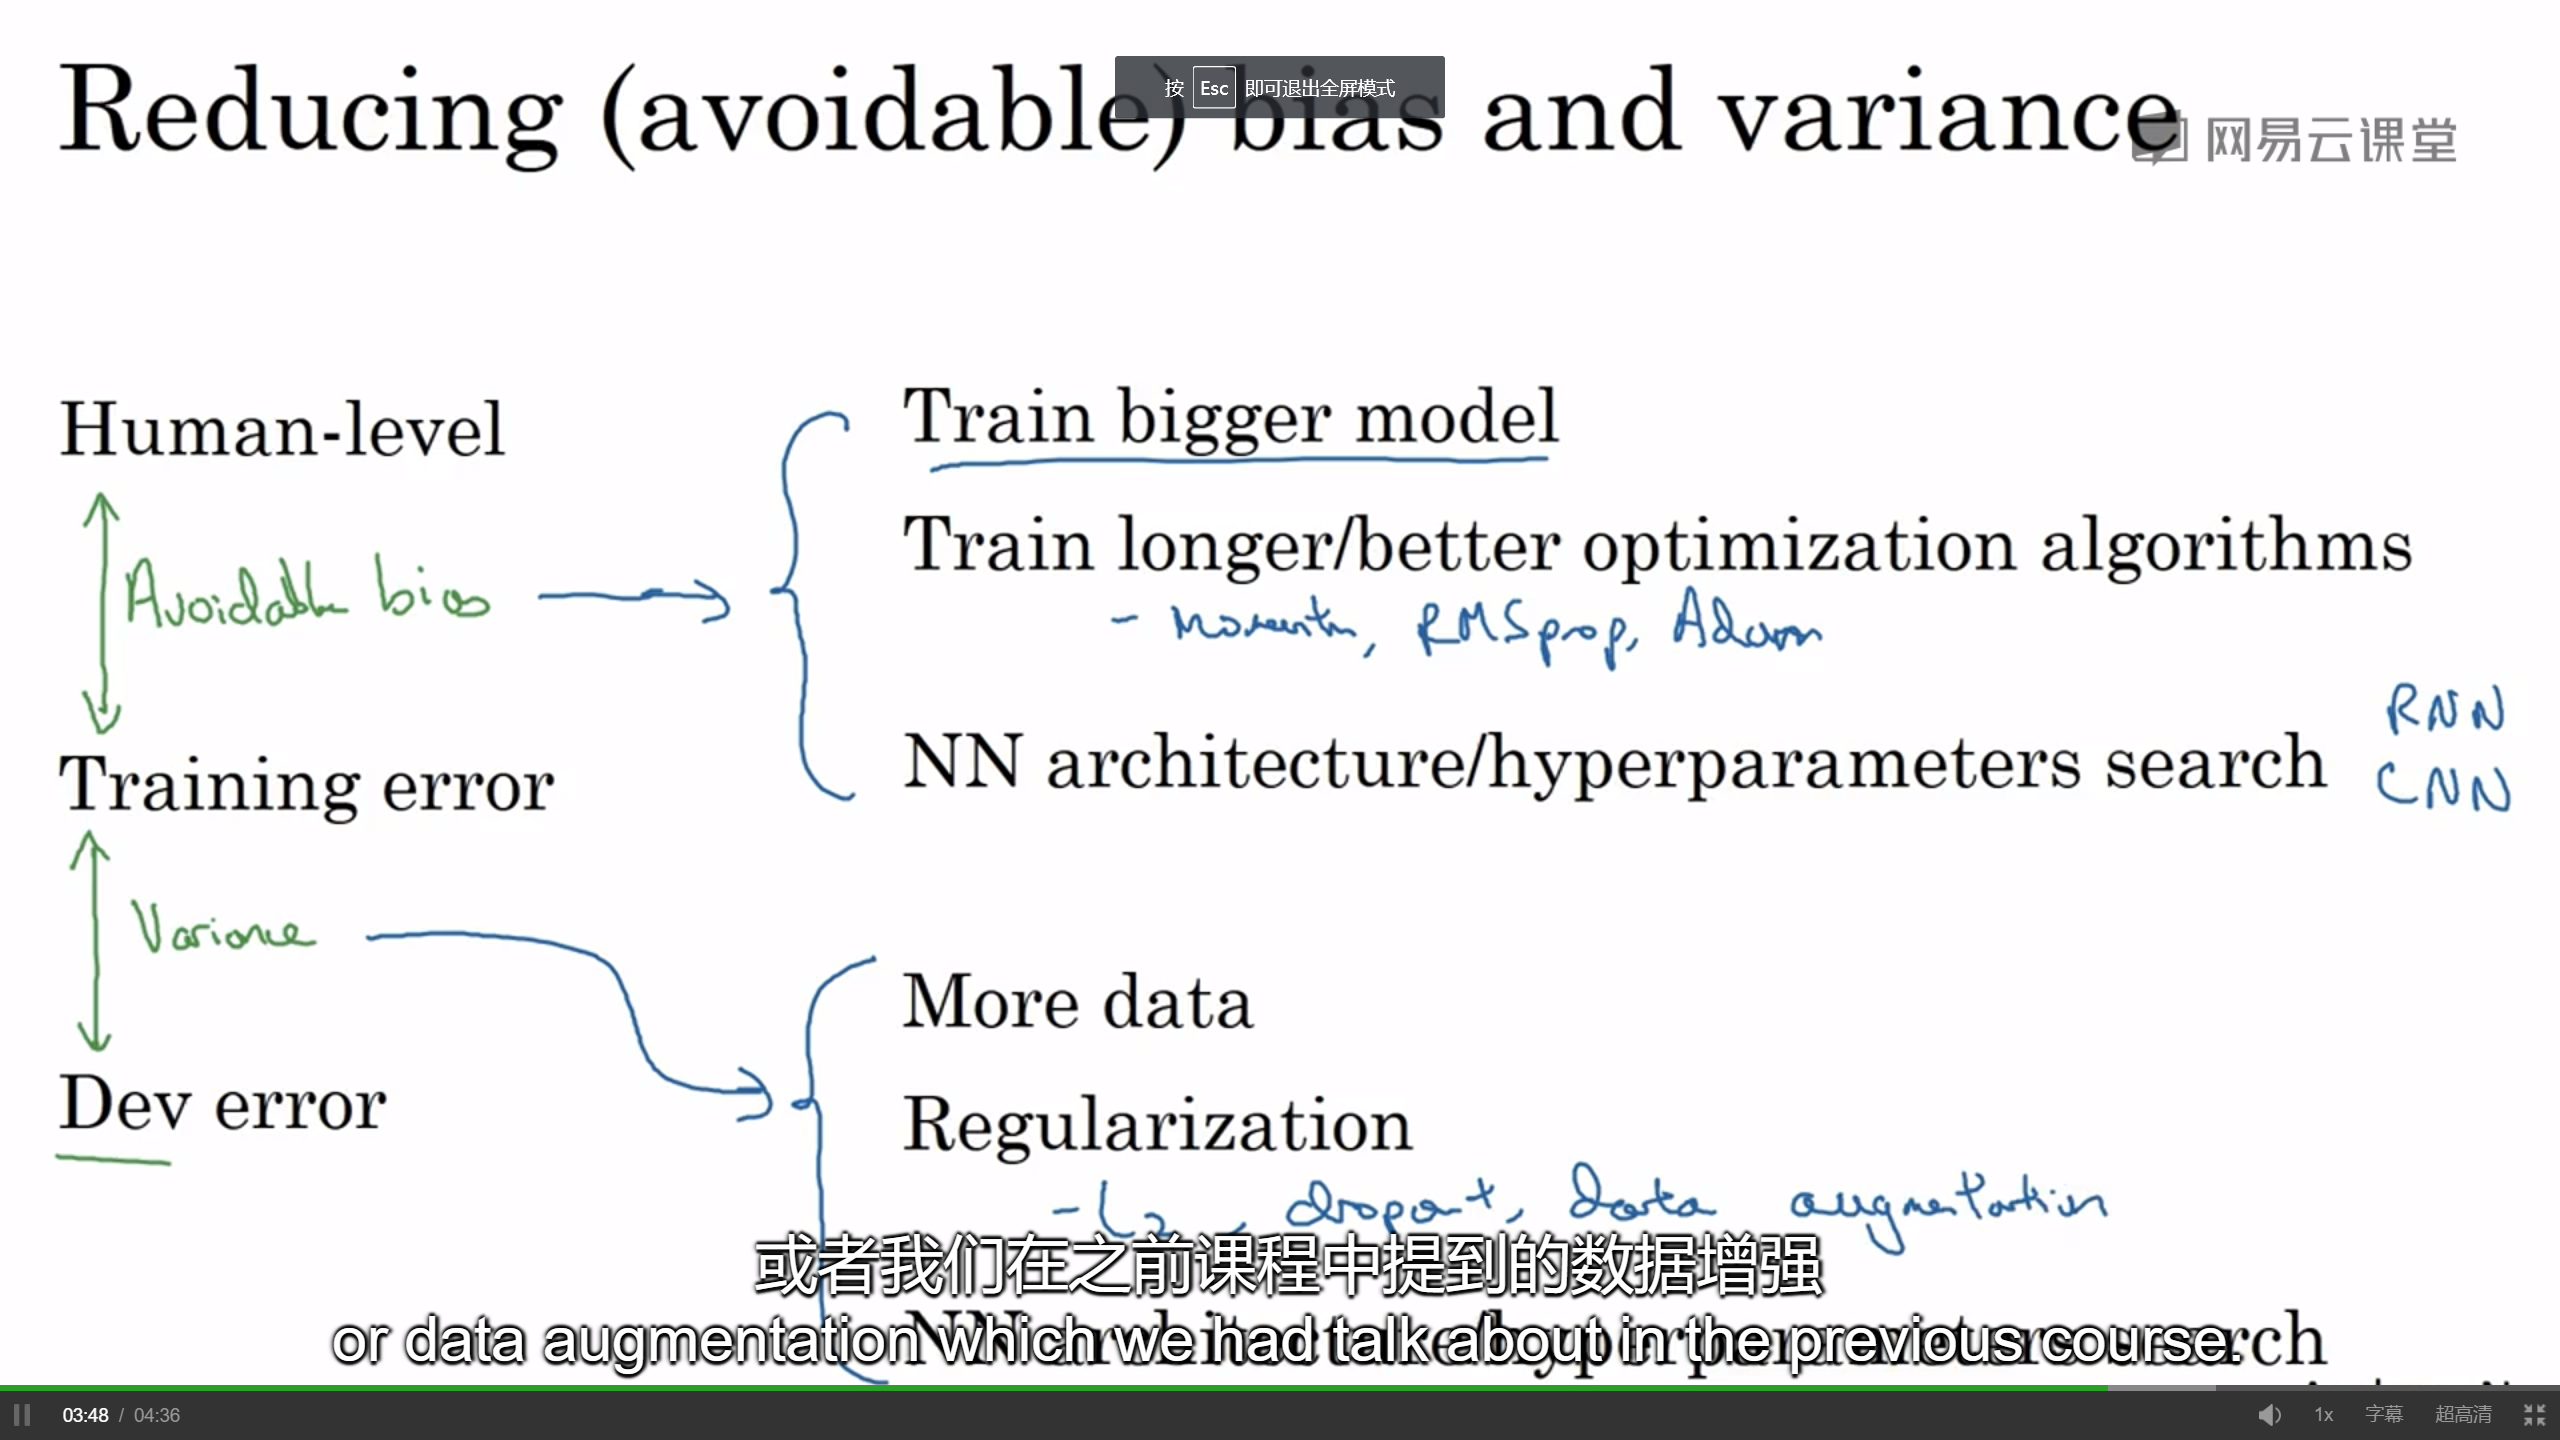 Reducing (avoidable) bias and variance
按 Esc 即可退出全屏模式
网易云课堂
Human-level
Train bigger model
Train longer/better optimization algorithms
Avoidable bias
- Momentum, RMSprop, Adam
RNN
Training error
NN architecture/hyperparameters search
CNN
Variance
More data
Dev error
Regularization
- L2, dropout, data augmentation
或者我们在之前课程中提到的数据增强
NN architecture/hyperparameters search
or data augmentation which we had talk about in the previous course.
03:48 / 04:36
1x 字幕 超高清